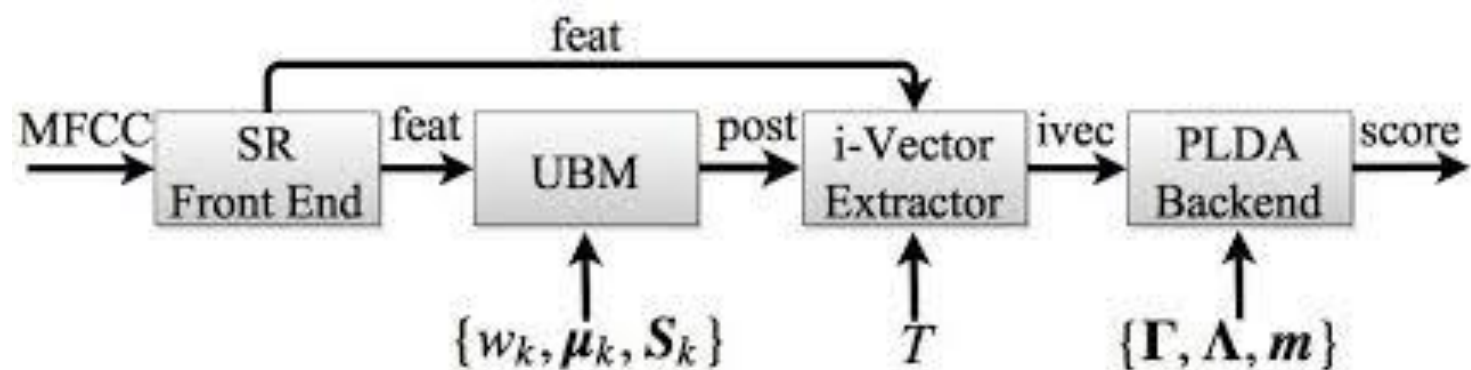 feat
MFCC
SR
Front End
feat
UBM
post
i-Vector
Extractor
ivec
PLDA
Backend
score
{w_k, μ_k, S_k}
T
{Γ, Λ, m}